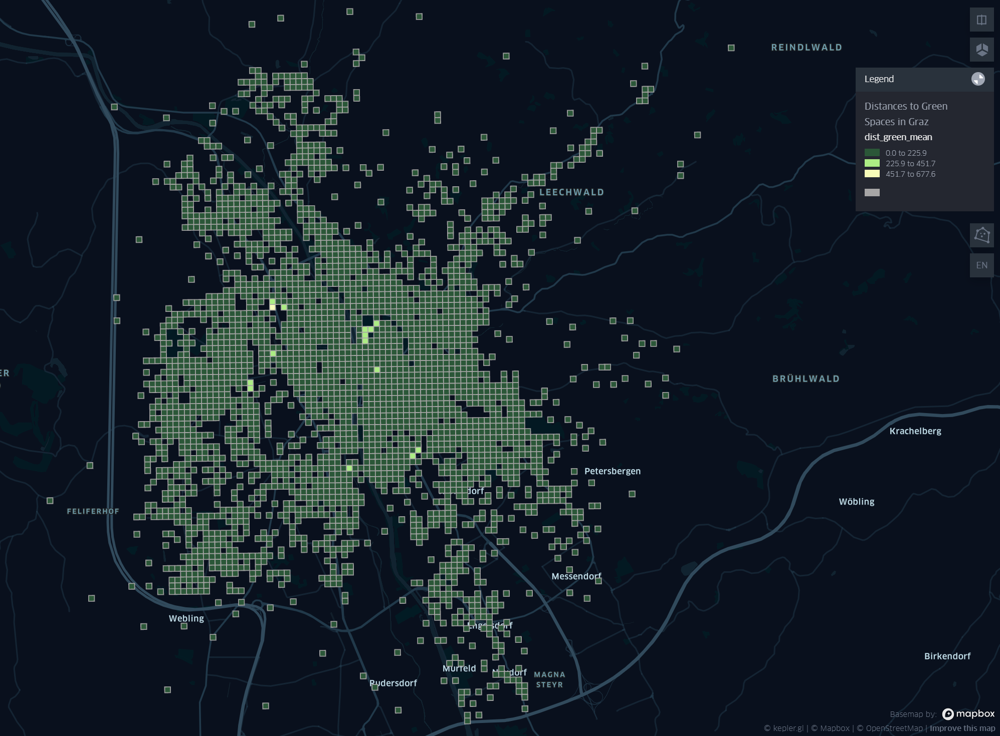 REINDLWALD
Legend
Distances to Green
Spaces in Graz
dist_green_mean
0.0 to 225.9
225.9 to 451.7
451.7 to 677.6
LEECHWALD
EN
ER
BRÜHLWALD
Krachelberg
Petersbergen
dorf
Wöbling
FELIFERHOF
Messendorf
Webling
Birkendorf
Murfeld
dorf
MAGNA
STEYR
Rudersdorf
Basemap by: mapbox
© kepler.gl | © Mapbox | © OpenStreetMap | Improve this map